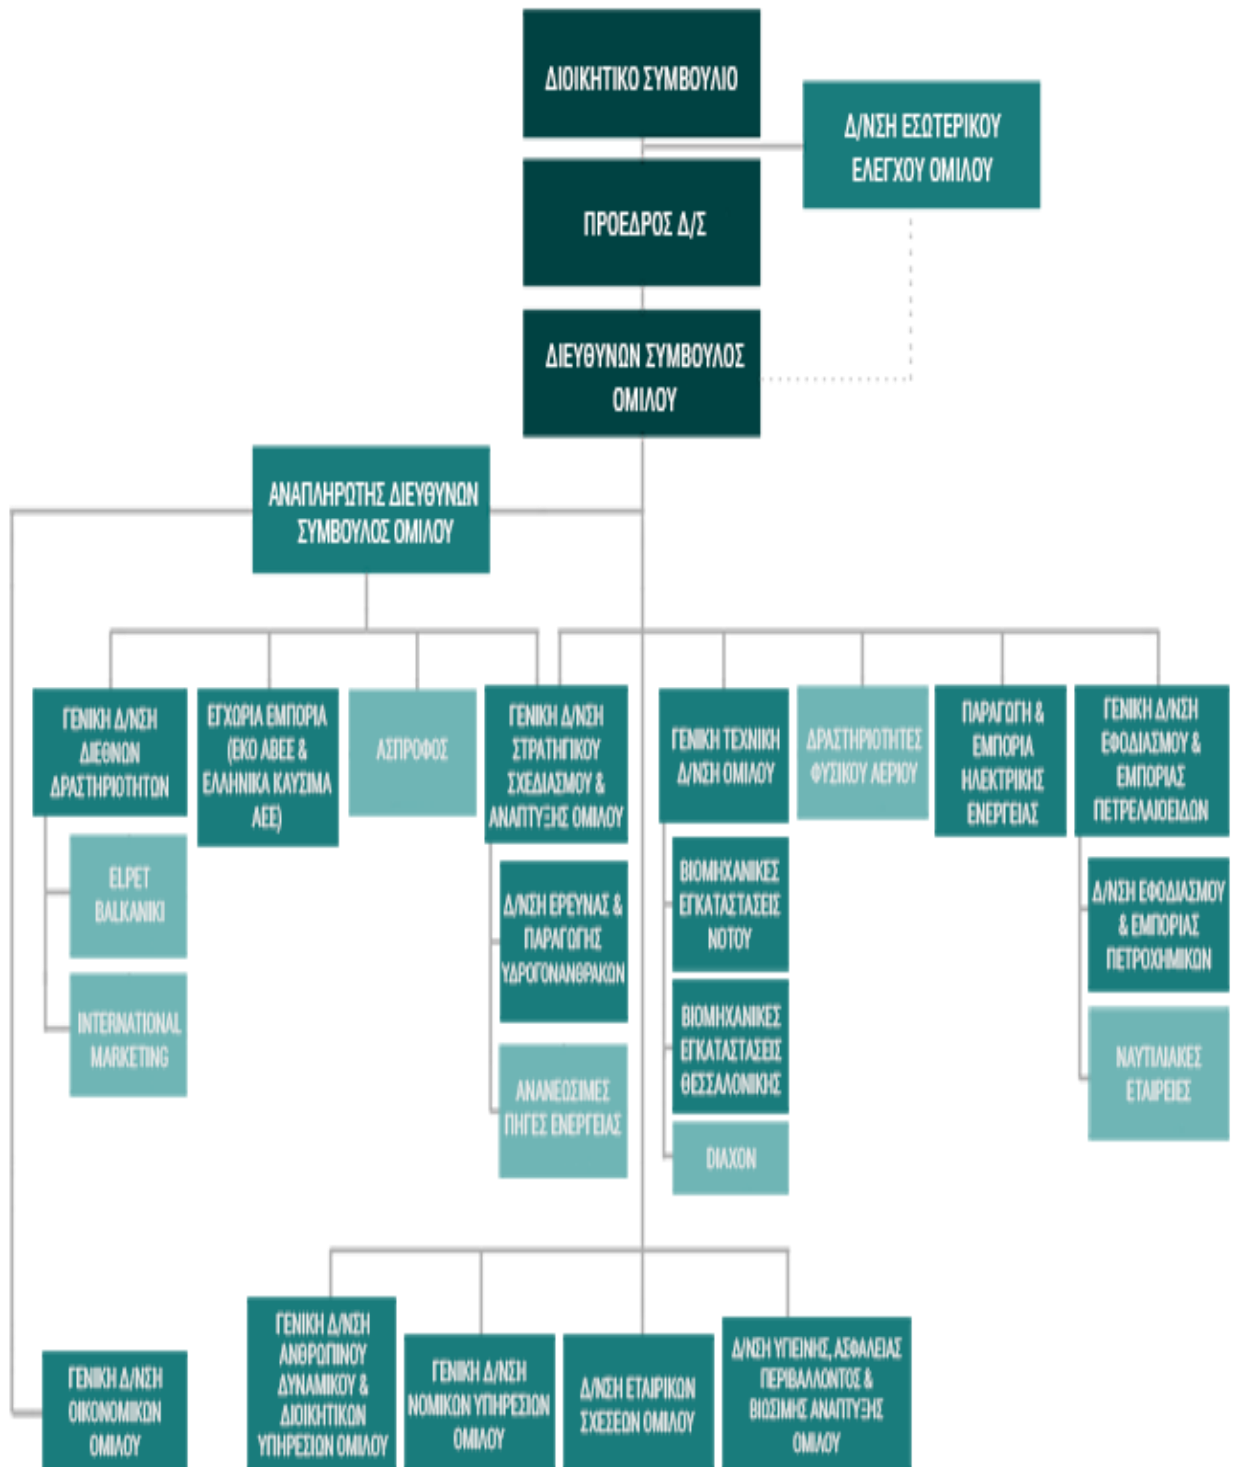 ΔΙΟΙΚΗΤΙΚΟ ΣΥΜΒΟΥΛΙΟ
Δ/ΝΣΗ ΕΣΩΤΕΡΙΚΟΥ
ΕΛΕΓΧΟΥ ΟΜΙΛΟΥ
ΠΡΟΕΔΡΟΣ Δ/Σ
ΔΙΕΥΘΥΝΩΝ ΣΥΜΒΟΥΛΟΣ
ΟΜΙΛΟΥ
ΑΝΑΠΛΗΡΩΤΗΣ ΔΙΕΥΘΥΝΩΝ
ΣΥΜΒΟΥΛΟΣ ΟΜΙΛΟΥ
ΓΕΝΙΚΗ Δ/ΝΣΗ
ΔΙΕΘΝΩΝ
ΔΡΑΣΤΗΡΙΟΤΗΤΩΝ
ELPET
BALKANIKI
INTERNATIONAL
MARKETING
ΕΓΧΩΡΙΑ ΕΜΠΟΡΙΑ
(ΕΚΟ ΑΒΕΕ &
ΕΛΛΗΝΙΚΑ ΚΑΥΣΙΜΑ
ΑΕΕ)
ΑΣΠΡΟΦΟΣ
ΓΕΝΙΚΗ Δ/ΝΣΗ
ΣΤΡΑΤΗΓΙΚΟΥ
ΣΧΕΔΙΑΣΜΟΥ &
ΑΝΑΠΤΥΞΗΣ ΟΜΙΛΟΥ
Δ/ΝΣΗ ΕΡΕΥΝΑΣ &
ΠΑΡΑΓΩΓΗΣ
ΥΔΡΟΓΟΝΑΝΘΡΑΚΩΝ
ΑΝΑΝΕΩΣΙΜΕΣ
ΠΗΓΕΣ ΕΝΕΡΓΕΙΑΣ
ΓΕΝΙΚΗ ΤΕΧΝΙΚΗ
Δ/ΝΣΗ ΟΜΙΛΟΥ
ΒΙΟΜΗΧΑΝΙΚΕΣ
ΕΓΚΑΤΑΣΤΑΣΕΙΣ
ΝΟΤΟΥ
ΒΙΟΜΗΧΑΝΙΚΕΣ
ΕΓΚΑΤΑΣΤΑΣΕΙΣ
ΘΕΣΣΑΛΟΝΙΚΗΣ
DIAXON
ΔΡΑΣΤΗΡΙΟΤΗΤΕΣ
ΦΥΣΙΚΟΥ ΑΕΡΙΟΥ
ΠΑΡΑΓΩΓΗ &
ΕΜΠΟΡΙΑ
ΗΛΕΚΤΡΙΚΗΣ
ΕΝΕΡΓΕΙΑΣ
ΓΕΝΙΚΗ Δ/ΝΣΗ
ΕΦΟΔΙΑΣΜΟΥ &
ΕΜΠΟΡΙΑΣ
ΠΕΤΡΕΛΑΙΟΕΙΔΩΝ
Δ/ΝΣΗ ΕΦΟΔΙΑΣΜΟΥ
& ΕΜΠΟΡΙΑΣ
ΠΕΤΡΟΧΗΜΙΚΩΝ
ΝΑΥΤΙΛΙΑΚΕΣ
ΕΤΑΙΡΕΙΕΣ
ΓΕΝΙΚΗ Δ/ΝΣΗ
ΟΙΚΟΝΟΜΙΚΩΝ
ΟΜΙΛΟΥ
ΓΕΝΙΚΗ Δ/ΝΣΗ
ΑΝΘΡΩΠΙΝΟΥ
ΔΥΝΑΜΙΚΟΥ &
ΔΙΟΙΚΗΤΙΚΩΝ
ΥΠΗΡΕΣΙΩΝ ΟΜΙΛΟΥ
ΓΕΝΙΚΗ Δ/ΝΣΗ
ΝΟΜΙΚΩΝ ΥΠΗΡΕΣΙΩΝ
ΟΜΙΛΟΥ
Δ/ΝΣΗ ΕΤΑΙΡΙΚΩΝ
ΣΧΕΣΕΩΝ ΟΜΙΛΟΥ
Δ/ΝΣΗ ΥΓΙΕΙΝΗΣ, ΑΣΦΑΛΕΙΑΣ
ΠΕΡΙΒΑΛΛΟΝΤΟΣ &
ΒΙΩΣΙΜΗΣ ΑΝΑΠΤΥΞΗΣ
ΟΜΙΛΟΥ